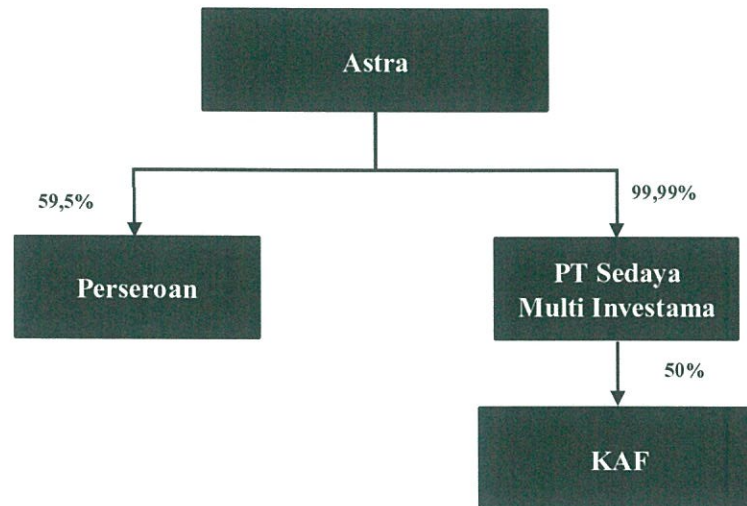 Astra
59,5%
99,99%
Perseroan
PT Sedaya
Multi Investama
50%
KAF